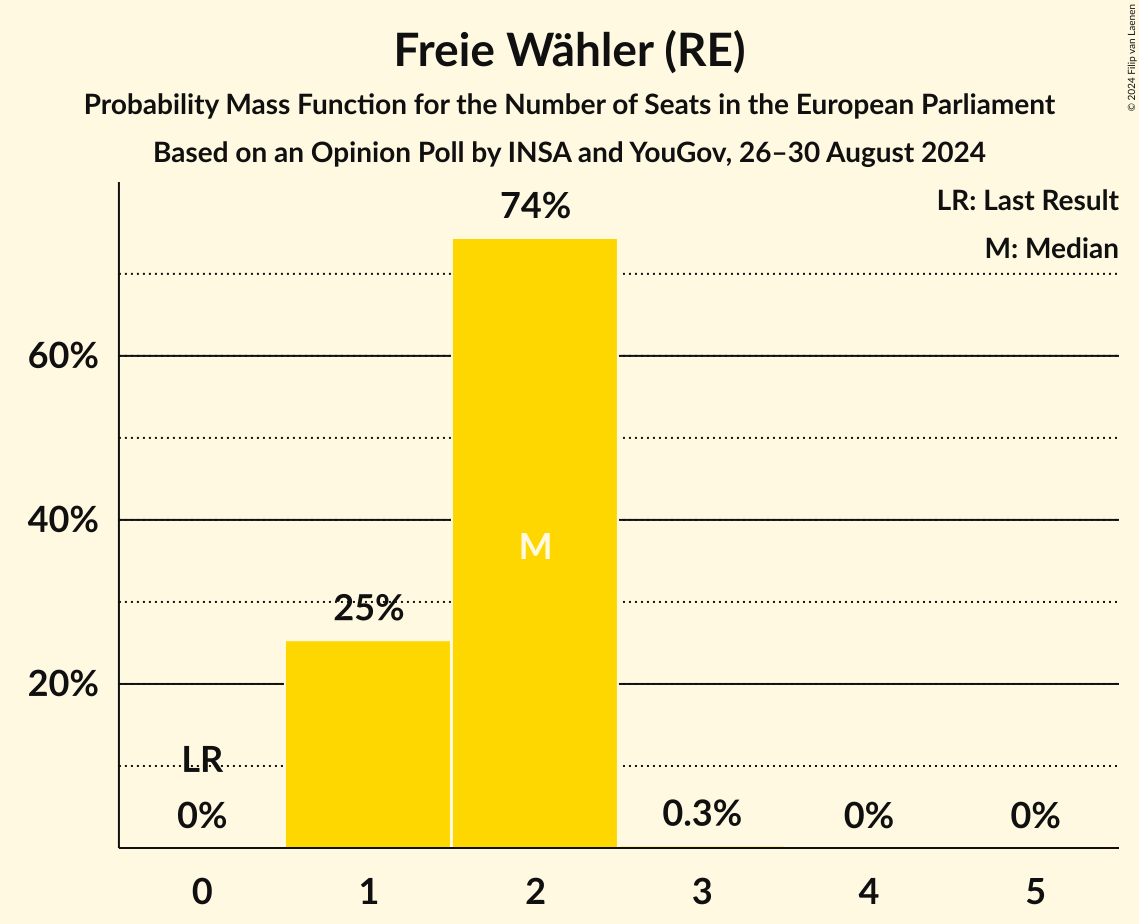 Freie Wähler (RE)
Probability Mass Function for the Number of Seats in the European Parliament
Based on an Opinion Poll by INSA and YouGov, 26–30 August 2024
© 2024 Filip van Laenen
LR: Last Result
M: Median
74%
60%
40%
M
25%
20%
LR
0%
0.3%
0%
0%
0 1 2 3 4 5